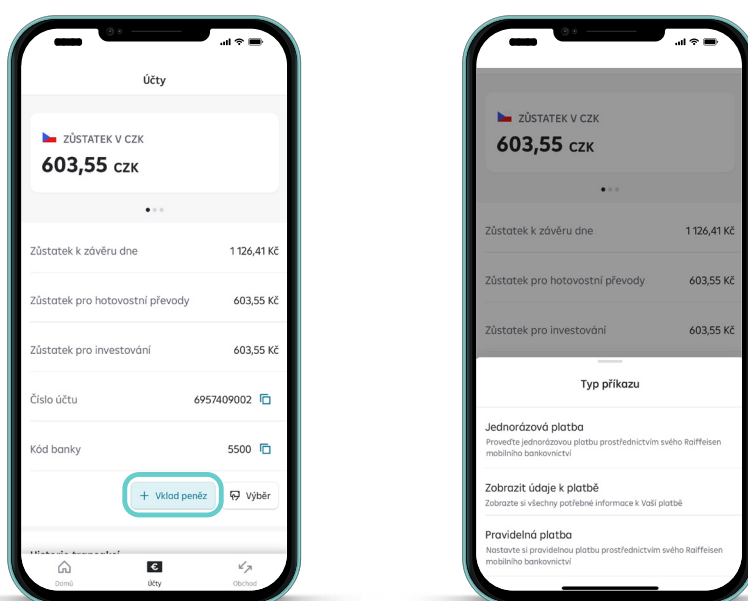 Účty
ZŮSTATEK V CZK
603,55 CZK
Zůstatek k závěru dne 1 126,41 Kč
Zůstatek pro hotovostní převody 603,55 Kč
Zůstatek pro investování 603,55 Kč
Číslo účtu 6957409002
Kód banky 5500
+ Vklad peněz
Výběr
Historie transakcí
Domů
Účty
Obchod
ZŮSTATEK V CZK
603,55 CZK
Zůstatek k závěru dne 1 126,41 Kč
Zůstatek pro hotovostní převody 603,55 Kč
Zůstatek pro investování 603,55 Kč
Typ příkazu
Jednorázová platba
Proveďte jednorázovou platbu prostřednictvím svého Raiffeisen
mobilního bankovnictví
Zobrazit údaje k platbě
Zobrazte si všechny potřebné informace k Vaší platbě
Pravidelná platba
Nastavte si pravidelnou platbu prostřednictvím svého Raiffeisen
mobilního bankovnictví